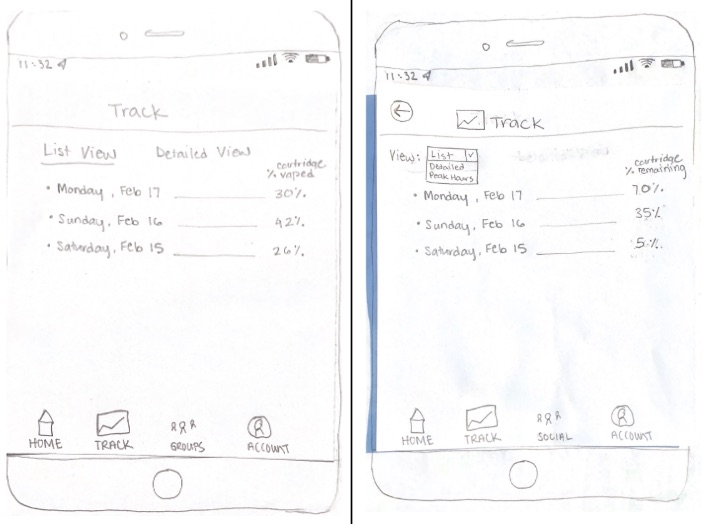 11:32
Track
List View Detailed View
cartridge
% vaped
• Monday, Feb 17 30%
• Sunday, Feb 16 42%
• Saturday, Feb 15 26%
HOME TRACK GROUPS ACCOUNT
11:32
Track
View: List
Detailed
Peak Hours
cartridge
% remaining
• Monday, Feb 17 70%
• Sunday, Feb 16 35%
• Saturday, Feb 15 5%
HOME TRACK SOCIAL ACCOUNT